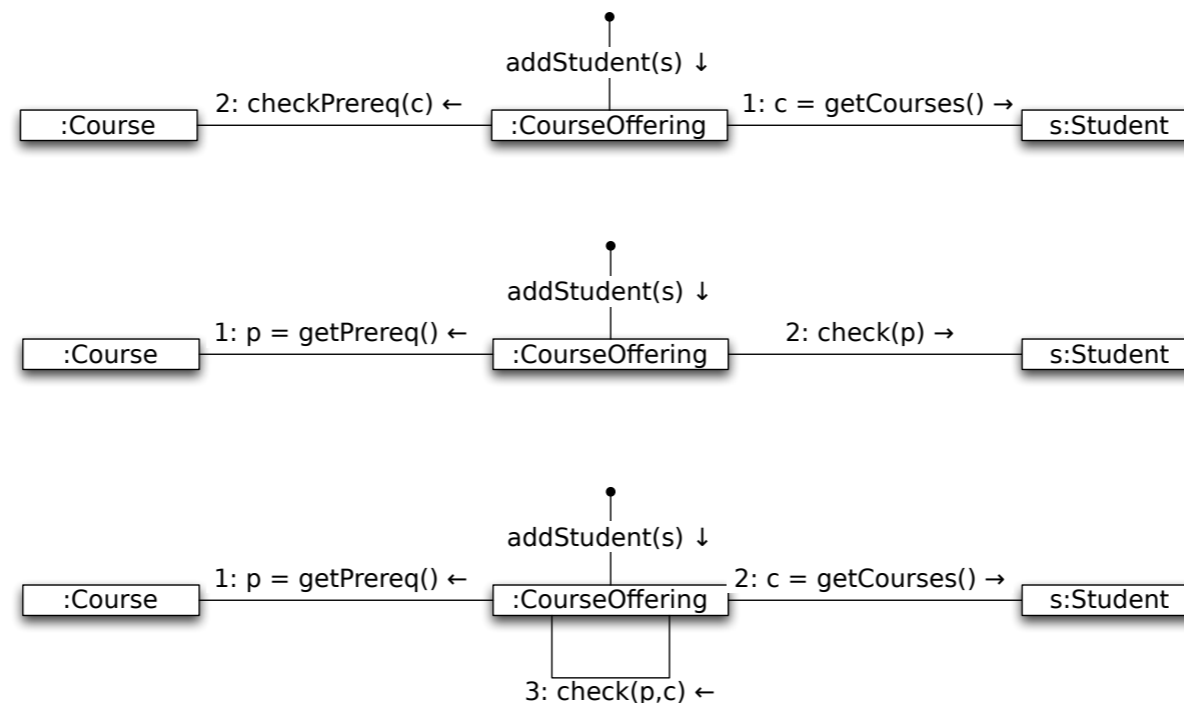 addStudent(s) ↓
2: checkPrereq(c) ← 1: c = getCourses() →
:Course :CourseOffering s:Student
addStudent(s) ↓
1: p = getPrereq() ← 2: check(p) →
:Course :CourseOffering s:Student
addStudent(s) ↓
1: p = getPrereq() ← 2: c = getCourses() →
:Course :CourseOffering s:Student
3: check(p,c) ←